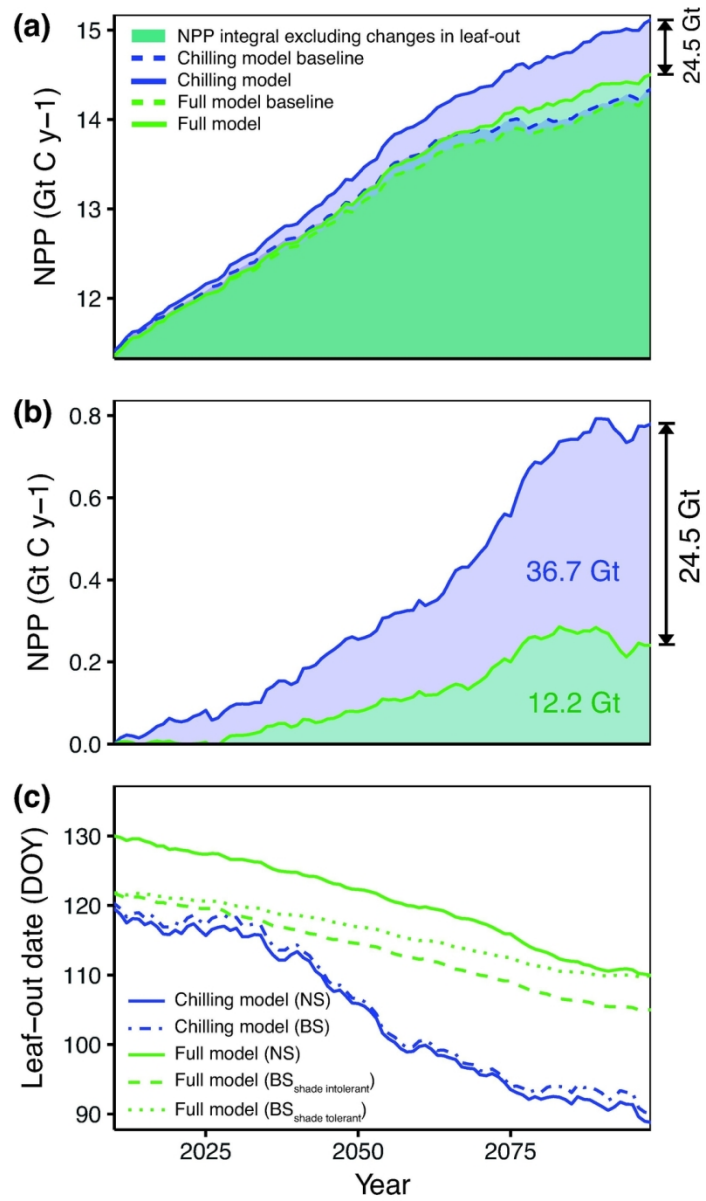 (a)
15
14
13
12
NPP (Gt C y−1)
NPP integral excluding changes in leaf−out
Chilling model baseline
Chilling model
Full model baseline
Full model
24.5 Gt
(b)
0.8
0.6
0.4
0.2
0.0
NPP (Gt C y−1)
36.7 Gt
12.2 Gt
24.5 Gt
(c)
130
120
110
100
90
Leaf−out date (DOY)
Chilling model (NS)
Chilling model (BS)
Full model (NS)
Full model (BS shade intolerant)
Full model (BS shade tolerant)
2025 2050 2075
Year